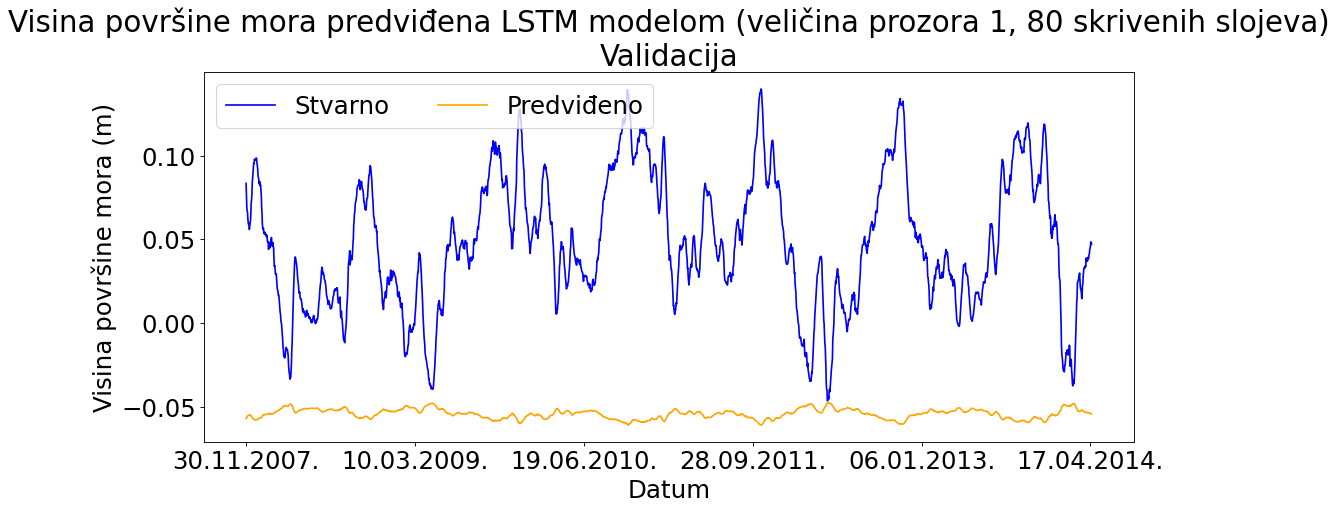 Visina površine mora predviđena LSTM modelom (veličina prozora 1, 80 skrivenih slojeva)
Validacija
Stvarno Predviđeno
Visina površine mora (m)
0.10
0.05
0.00
−0.05
30.11.2007. 10.03.2009. 19.06.2010. 28.09.2011. 06.01.2013. 17.04.2014.
Datum